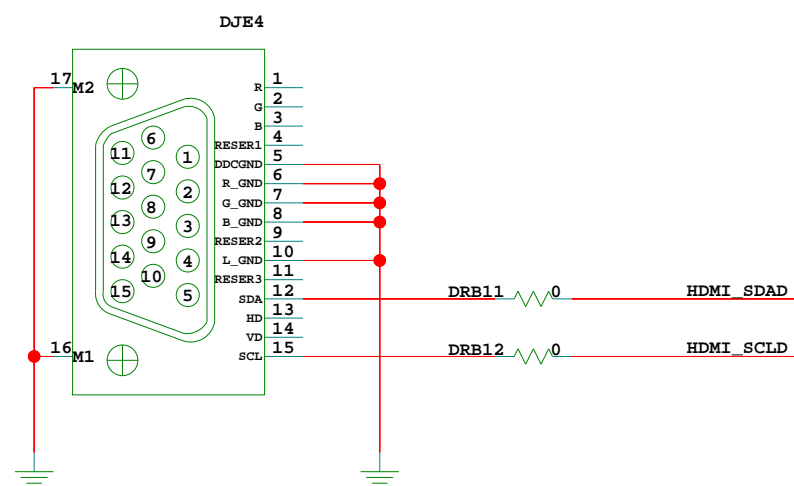 DJE4
17 M2
16 M1
6
11 1
7
12 2
8
13 3
9
14 4
10
15 5
R 1
G 2
B 3
RESER1 4
DDCGND 5
R_GND 6
G_GND 7
B_GND 8
RESER2 9
L_GND 10
RESER3 11
SDA 12 DRB11 0 HDMI_SDAD
HD 13
VD 14
SCL 15 DRB12 0 HDMI_SCLD